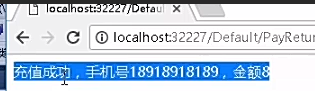 localhost:32227/Defau
localhost:32227/Default/PayRetur
充值成功，手机号18918918189，金额8